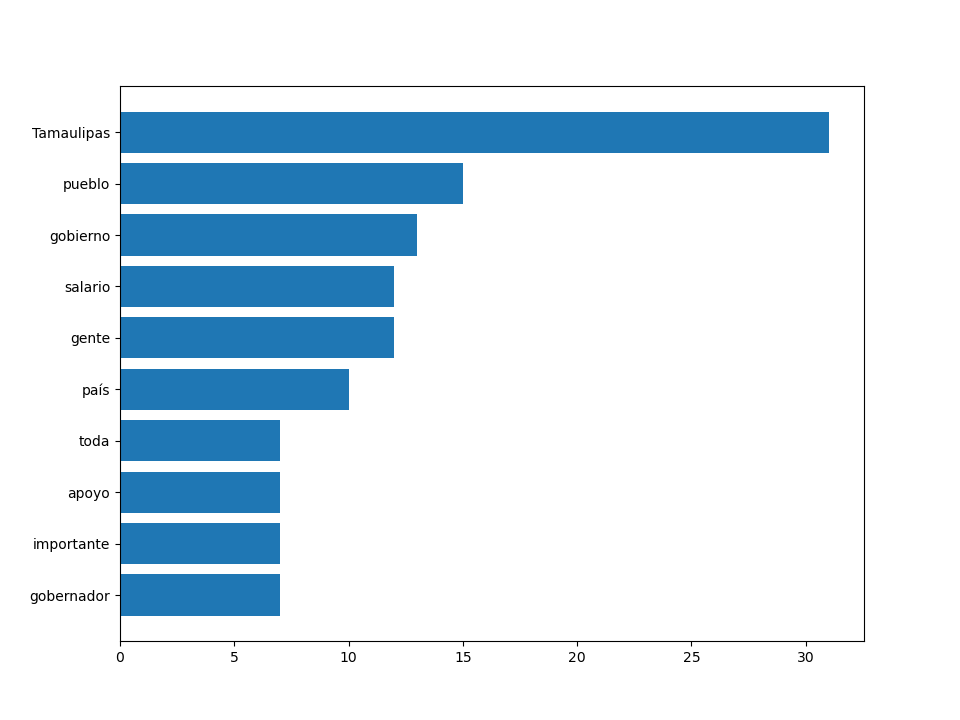 Tamaulipas
pueblo
gobierno
salario
gente
país
toda
apoyo
importante
gobernador
0 5 10 15 20 25 30